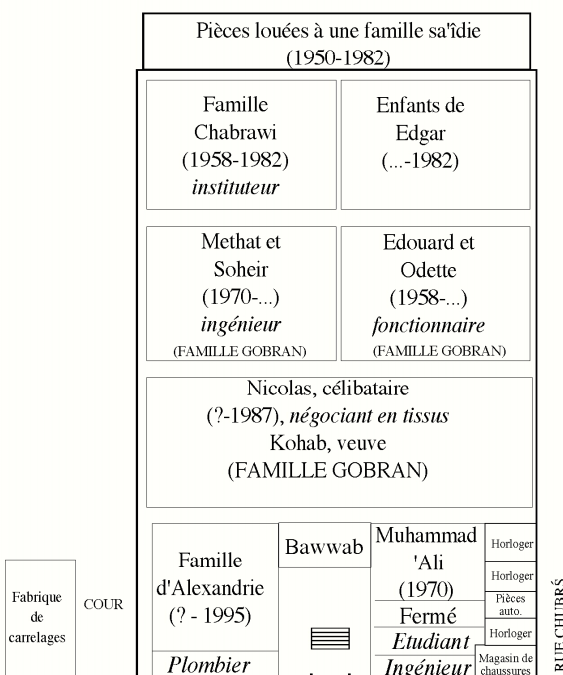 Pièces louées à une famille sa'îdie
(1950-1982)
Famille
Chabrawi
(1958-1982)
instituteur
Enfants de
Edgar
(...-1982)
Methat et
Soheir
(1970-...)
ingénieur
(FAMILLE GOBRAN)
Edouard et
Odette
(1958-...)
fonctionnaire
(FAMILLE GOBRAN)
Nicolas, célibataire
(?-1987), négociant en tissus
Kohab, veuve
(FAMILLE GOBRAN)
Fabrique
de
carrelages
COUR
Famille
d'Alexandrie
(? - 1995)
Plombier
Bawwab
Muhammad
'Ali
(1970)
Fermé
Etudiant
Ingénieur
Horloger
Horloger
Pièces
auto.
Horloger
Magasin de
chaussures
RUE